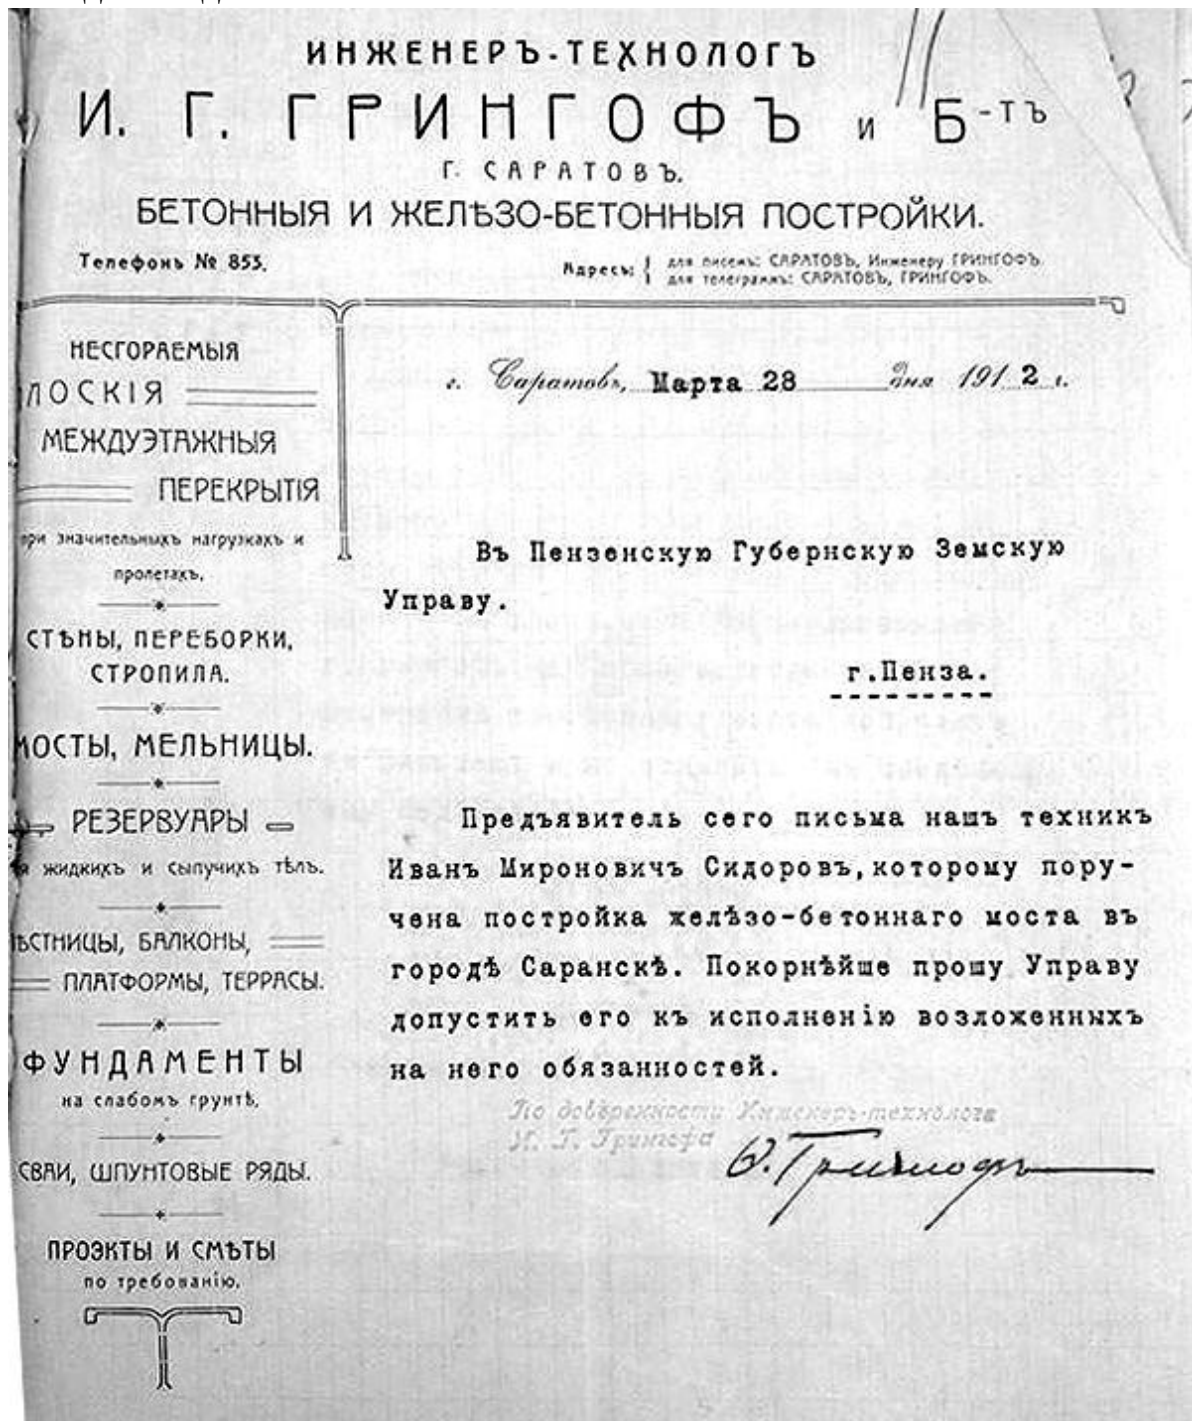 ИНЖЕНЕРЪ-ТЕХНОЛОГЪ
И. Г. ГРИНГОФЪ и Б-ТЪ
Г. САРАТОВЪ.
БЕТОННЫЯ И ЖЕЛѢЗО-БЕТОННЫЯ ПОСТРОЙКИ.
Телефонъ № 853.
Адресъ: { для писемъ: САРАТОВЪ, Инженеру ГРИНГОФЪ.
для телеграммъ: САРАТОВЪ, ГРИНГОФЪ.
НЕСГОРАЕМЫЯ
ЛОСКІЯ
МЕЖДУЭТАЖНЫЯ
ПЕРЕКРЫТІЯ
при значительныхъ нагрузкахъ и
пролетахъ.
СТѢНЫ, ПЕРЕБОРКИ,
СТРОПИЛА.
МОСТЫ, МЕЛЬНИЦЫ.
РЕЗЕРВУАРЫ
я жидкихъ и сыпучихъ тѣлъ.
ѢСТНИЦЫ, БАЛКОНЫ,
ПЛАТФОРМЫ, ТЕРРАСЫ.
ФУНДАМЕНТЫ
на слабомъ грунтѣ.
СВАИ, ШПУНТОВЫЕ РЯДЫ.
ПРОЭКТЫ И СМѢТЫ
по требованію.
г. Саратовъ, Марта 28 дня 1912 г.
Въ Пензенскую Губернскую Земскую
Управу.
г.Пенза.
Предъявитель сего письма нашъ техникъ
Иванъ Мироновичъ Сидоровъ,которому пору-
чена постройка желѣзо-бетоннаго моста въ
городѣ Саранскѣ. Покорнѣйше прошу Управу
допустить его къ исполненію возложенныхъ
на него обязанностей.
По довѣренности Инженеръ-технолога
И. Г. Грингофа
Грингофъ